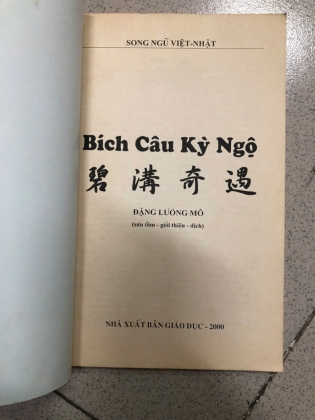 SONG NGỮ VIỆT-NHẬT
Bích Câu Kỳ Ngộ
碧溝奇遇
ĐẶNG LƯƠNG MÔ
(sưu tầm - giới thiệu - dịch)
NHÀ XUẤT BẢN GIÁO DỤC - 2000